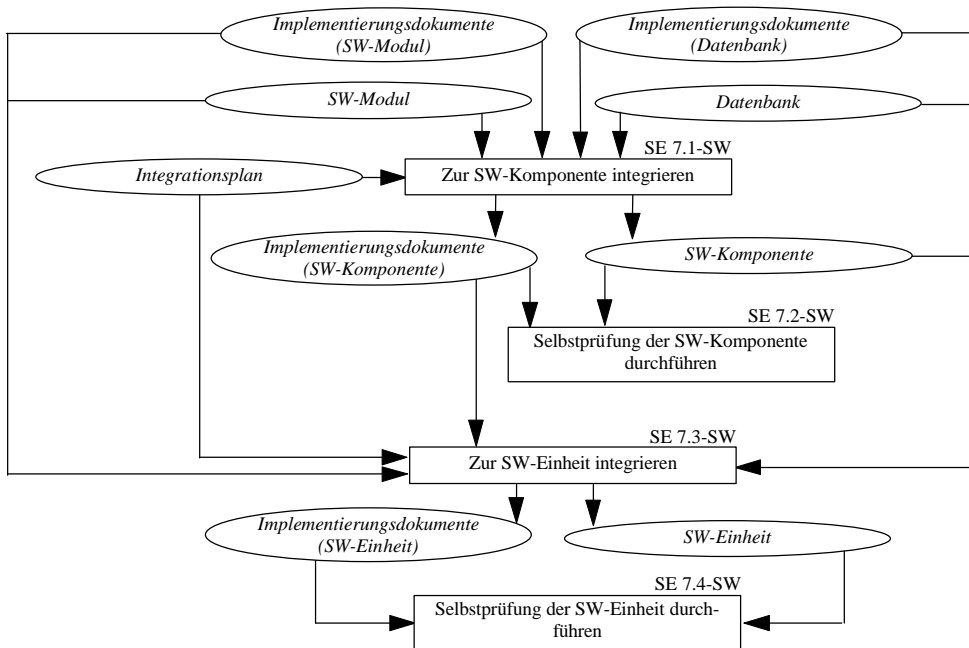 Implementierungsdokumente
(SW-Modul)
Implementierungsdokumente
(Datenbank)
SW-Modul
Datenbank
SE 7.1-SW
Integrationsplan
Zur SW-Komponente integrieren
Implementierungsdokumente
(SW-Komponente)
SW-Komponente
SE 7.2-SW
Selbstprüfung der SW-Komponente
durchführen
SE 7.3-SW
Zur SW-Einheit integrieren
Implementierungsdokumente
(SW-Einheit)
SW-Einheit
SE 7.4-SW
Selbstprüfung der SW-Einheit durch-
führen